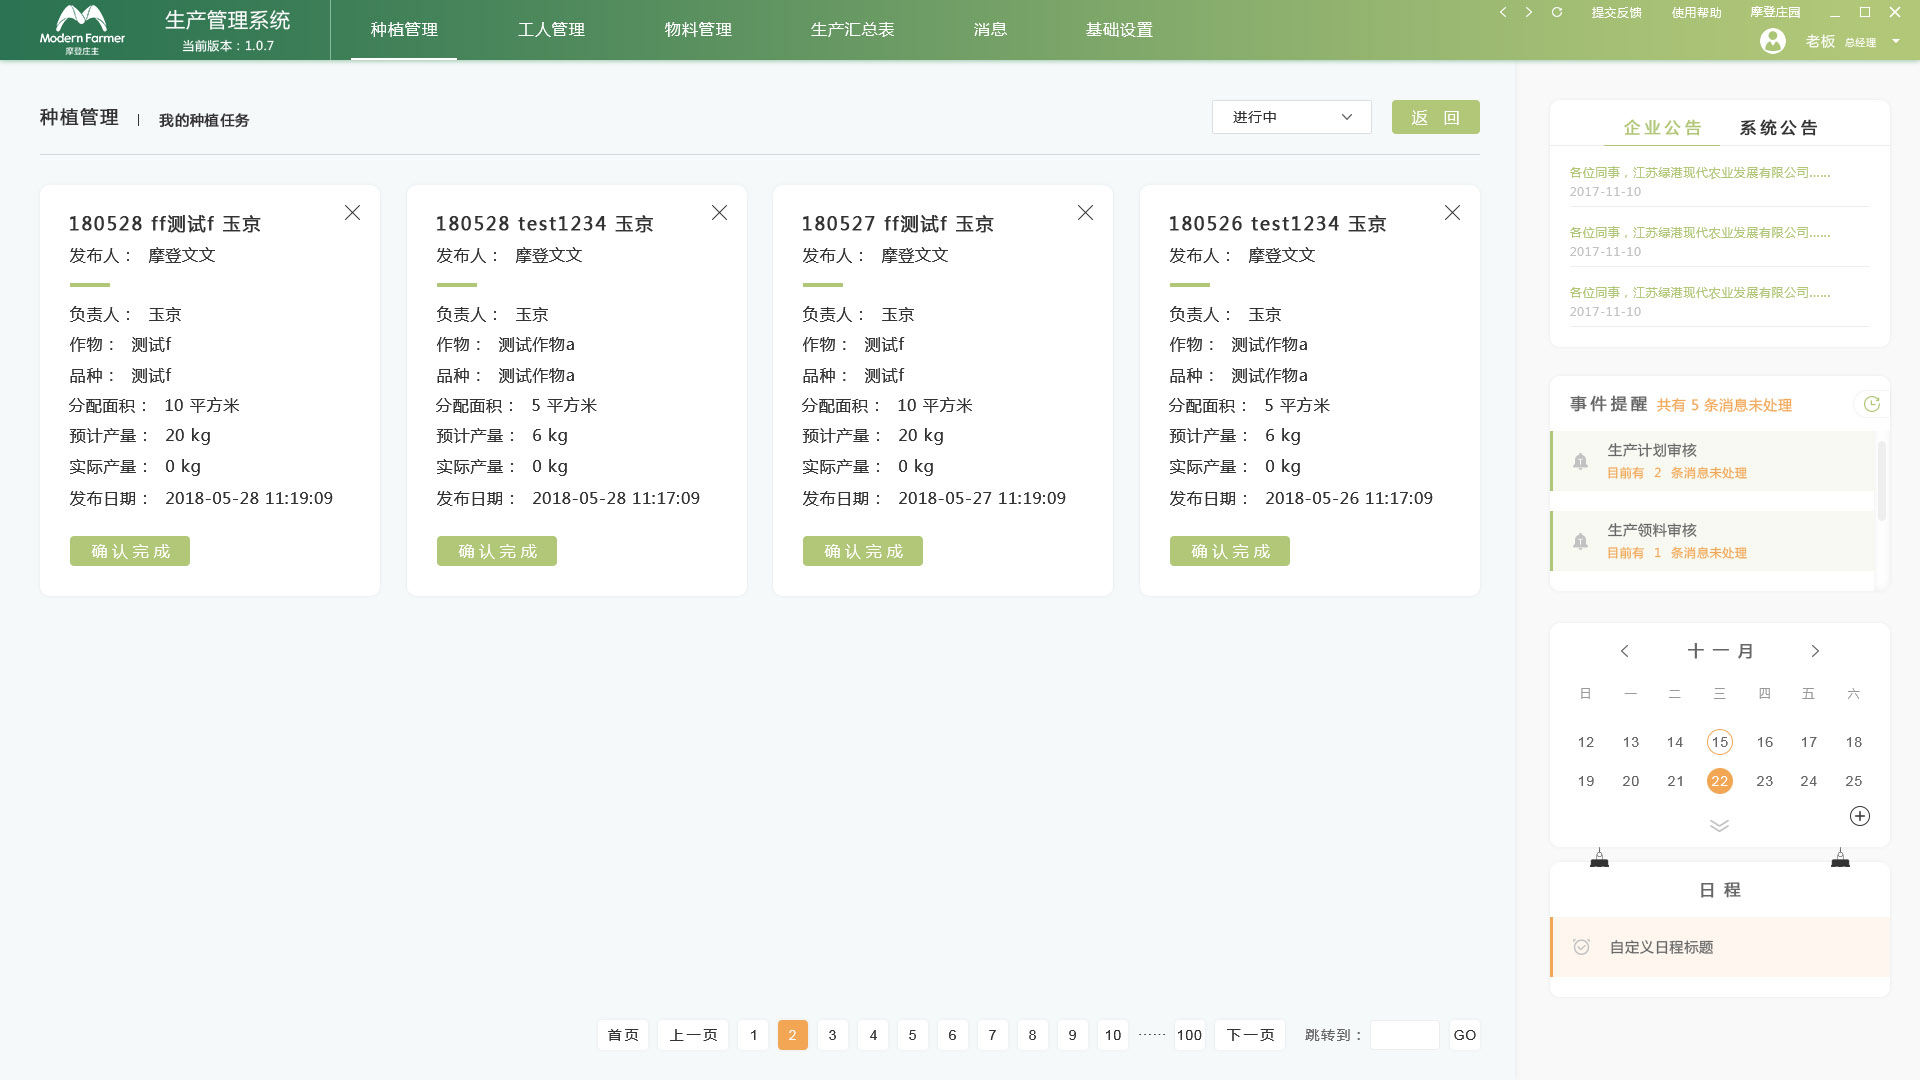 Modern Farmer
摩登庄主
生产管理系统
当前版本：1.0.7
种植管理
工人管理
物料管理
生产汇总表
消息
基础设置
提交反馈
使用帮助
摩登庄园
老板 总经理
种植管理 | 我的种植任务
进行中
返 回
180528 ff测试f 玉京
发布人： 摩登文文
负责人： 玉京
作物： 测试f
品种： 测试f
分配面积： 10 平方米
预计产量： 20 kg
实际产量： 0 kg
发布日期： 2018-05-28 11:19:09
确认完成
180528 test1234 玉京
发布人： 摩登文文
负责人： 玉京
作物： 测试作物a
品种： 测试作物a
分配面积： 5 平方米
预计产量： 6 kg
实际产量： 0 kg
发布日期： 2018-05-28 11:17:09
确认完成
180527 ff测试f 玉京
发布人： 摩登文文
负责人： 玉京
作物： 测试f
品种： 测试f
分配面积： 10 平方米
预计产量： 20 kg
实际产量： 0 kg
发布日期： 2018-05-27 11:19:09
确认完成
180526 test1234 玉京
发布人： 摩登文文
负责人： 玉京
作物： 测试作物a
品种： 测试作物a
分配面积： 5 平方米
预计产量： 6 kg
实际产量： 0 kg
发布日期： 2018-05-26 11:17:09
确认完成
首页 上一页 1 2 3 4 5 6 7 8 9 10 ······ 100 下一页 跳转到： GO
企业公告 系统公告
各位同事，江苏绿港现代农业发展有限公司......
2017-11-10
各位同事，江苏绿港现代农业发展有限公司......
2017-11-10
各位同事，江苏绿港现代农业发展有限公司......
2017-11-10
事件提醒 共有 5 条消息未处理
生产计划审核
目前有 2 条消息未处理
生产领料审核
目前有 1 条消息未处理
十一月
日 一 二 三 四 五 六
12 13 14 15 16 17 18
19 20 21 22 23 24 25
日 程
自定义日程标题